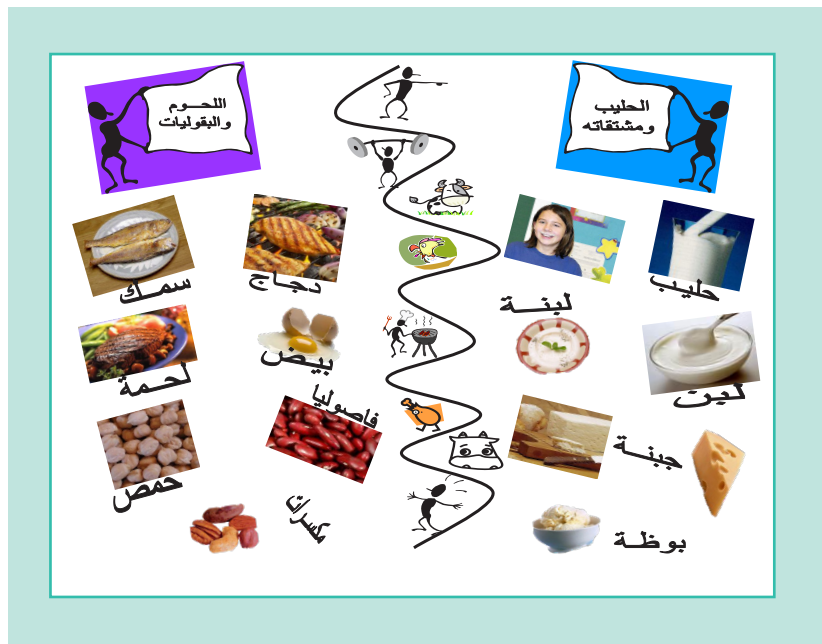 الحليب
ومشتقاته
حليب
لبنة
لبن
جبنة
بوظة
اللحوم
والبقوليات
دجاج
سمك
بيض
لحمة
فاصوليا
حمص
مكسرات